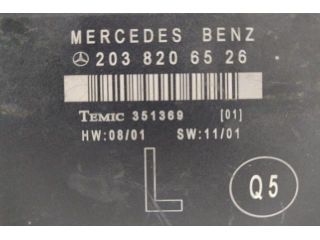 MERCEDES BENZ
203 820 65 26
TEMIC 351369 [01]
HW:08/01 SW:11/01
L
Q5